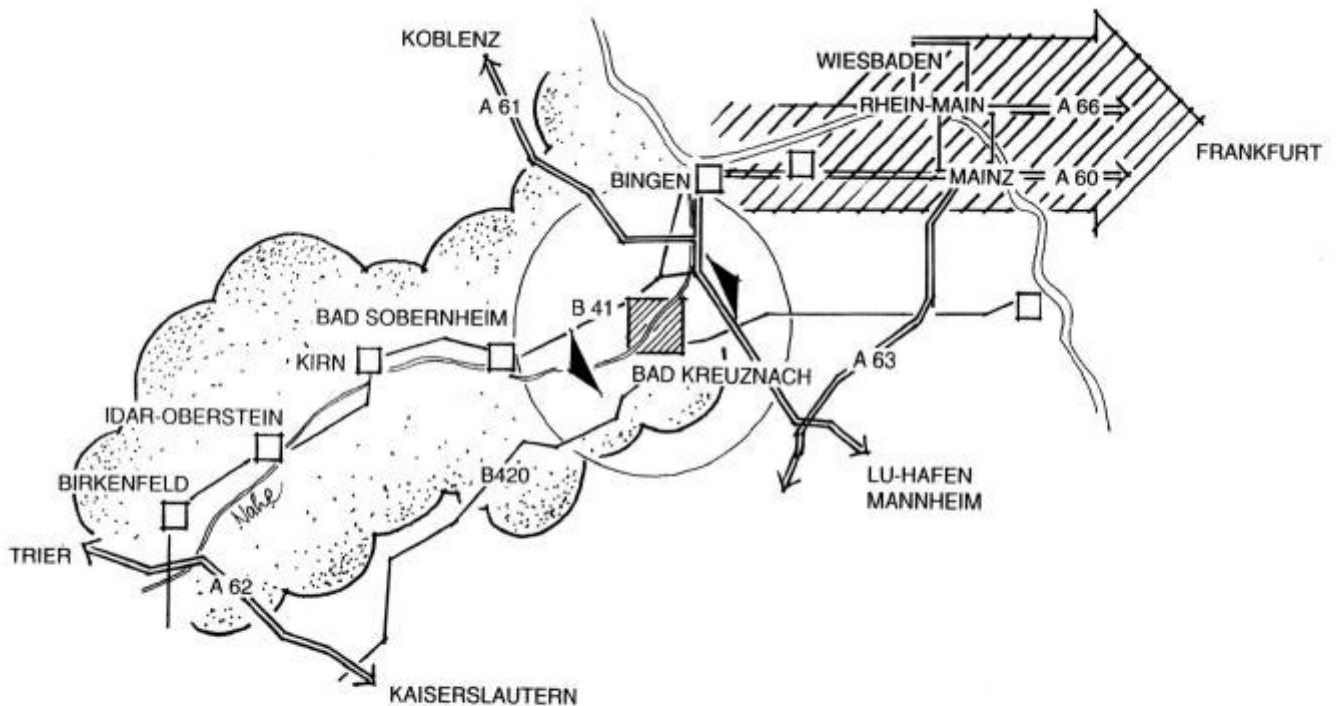 KOBLENZ
A 61
WIESBADEN
RHEIN-MAIN
A 66
FRANKFURT
BINGEN
MAINZ
A 60
B 41
BAD SOBERNHEIM
KIRN
BAD KREUZNACH
A 63
IDAR-OBERSTEIN
BIRKENFELD
B420
LU-HAFEN
MANNHEIM
Nahe
TRIER
A 62
KAISERSLAUTERN